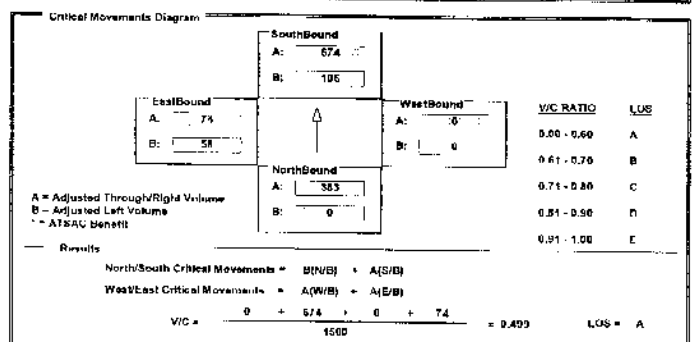 Critical Movements Diagram
SouthBound
A: 674
B: 106
EastBound
A: 74
B: 58
WestBound
A: 0
B: 0
NorthBound
A: 383
B: 0
V/C RATIO LOS
0.00 - 0.60 A
0.61 - 0.70 B
0.71 - 0.80 C
0.81 - 0.90 D
0.91 - 1.00 E
A = Adjusted Through/Right Volume
B = Adjusted Left Volume
* = ATSAC Benefit
Results
North/South Critical Movements = B(N/B) + A(S/B)
West/East Critical Movements = A(W/B) + A(E/B)
V/C = 0 + 674 + 0 + 74 = 0.499 LOS = A
1500